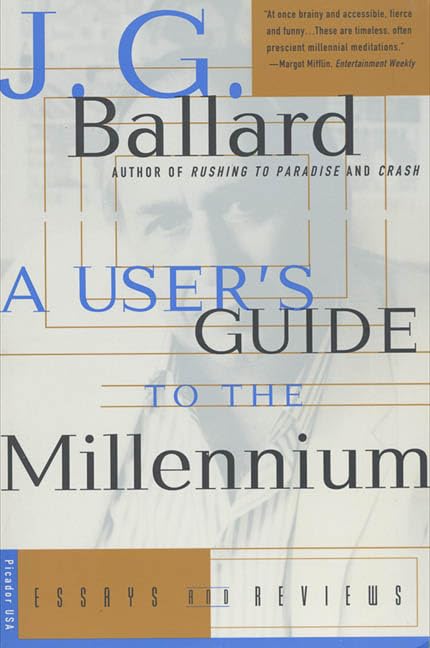 "At once brainy and accessible, fierce
and funny...These are timeless, often
prescient millennial meditations."
—Margot Mifflin, Entertainment Weekly
J. G.
Ballard
AUTHOR OF RUSHING TO PARADISE AND CRASH
A USER'S
GUIDE
TO THE
Millennium
Picador USA
ESSAYS AND REVIEWS